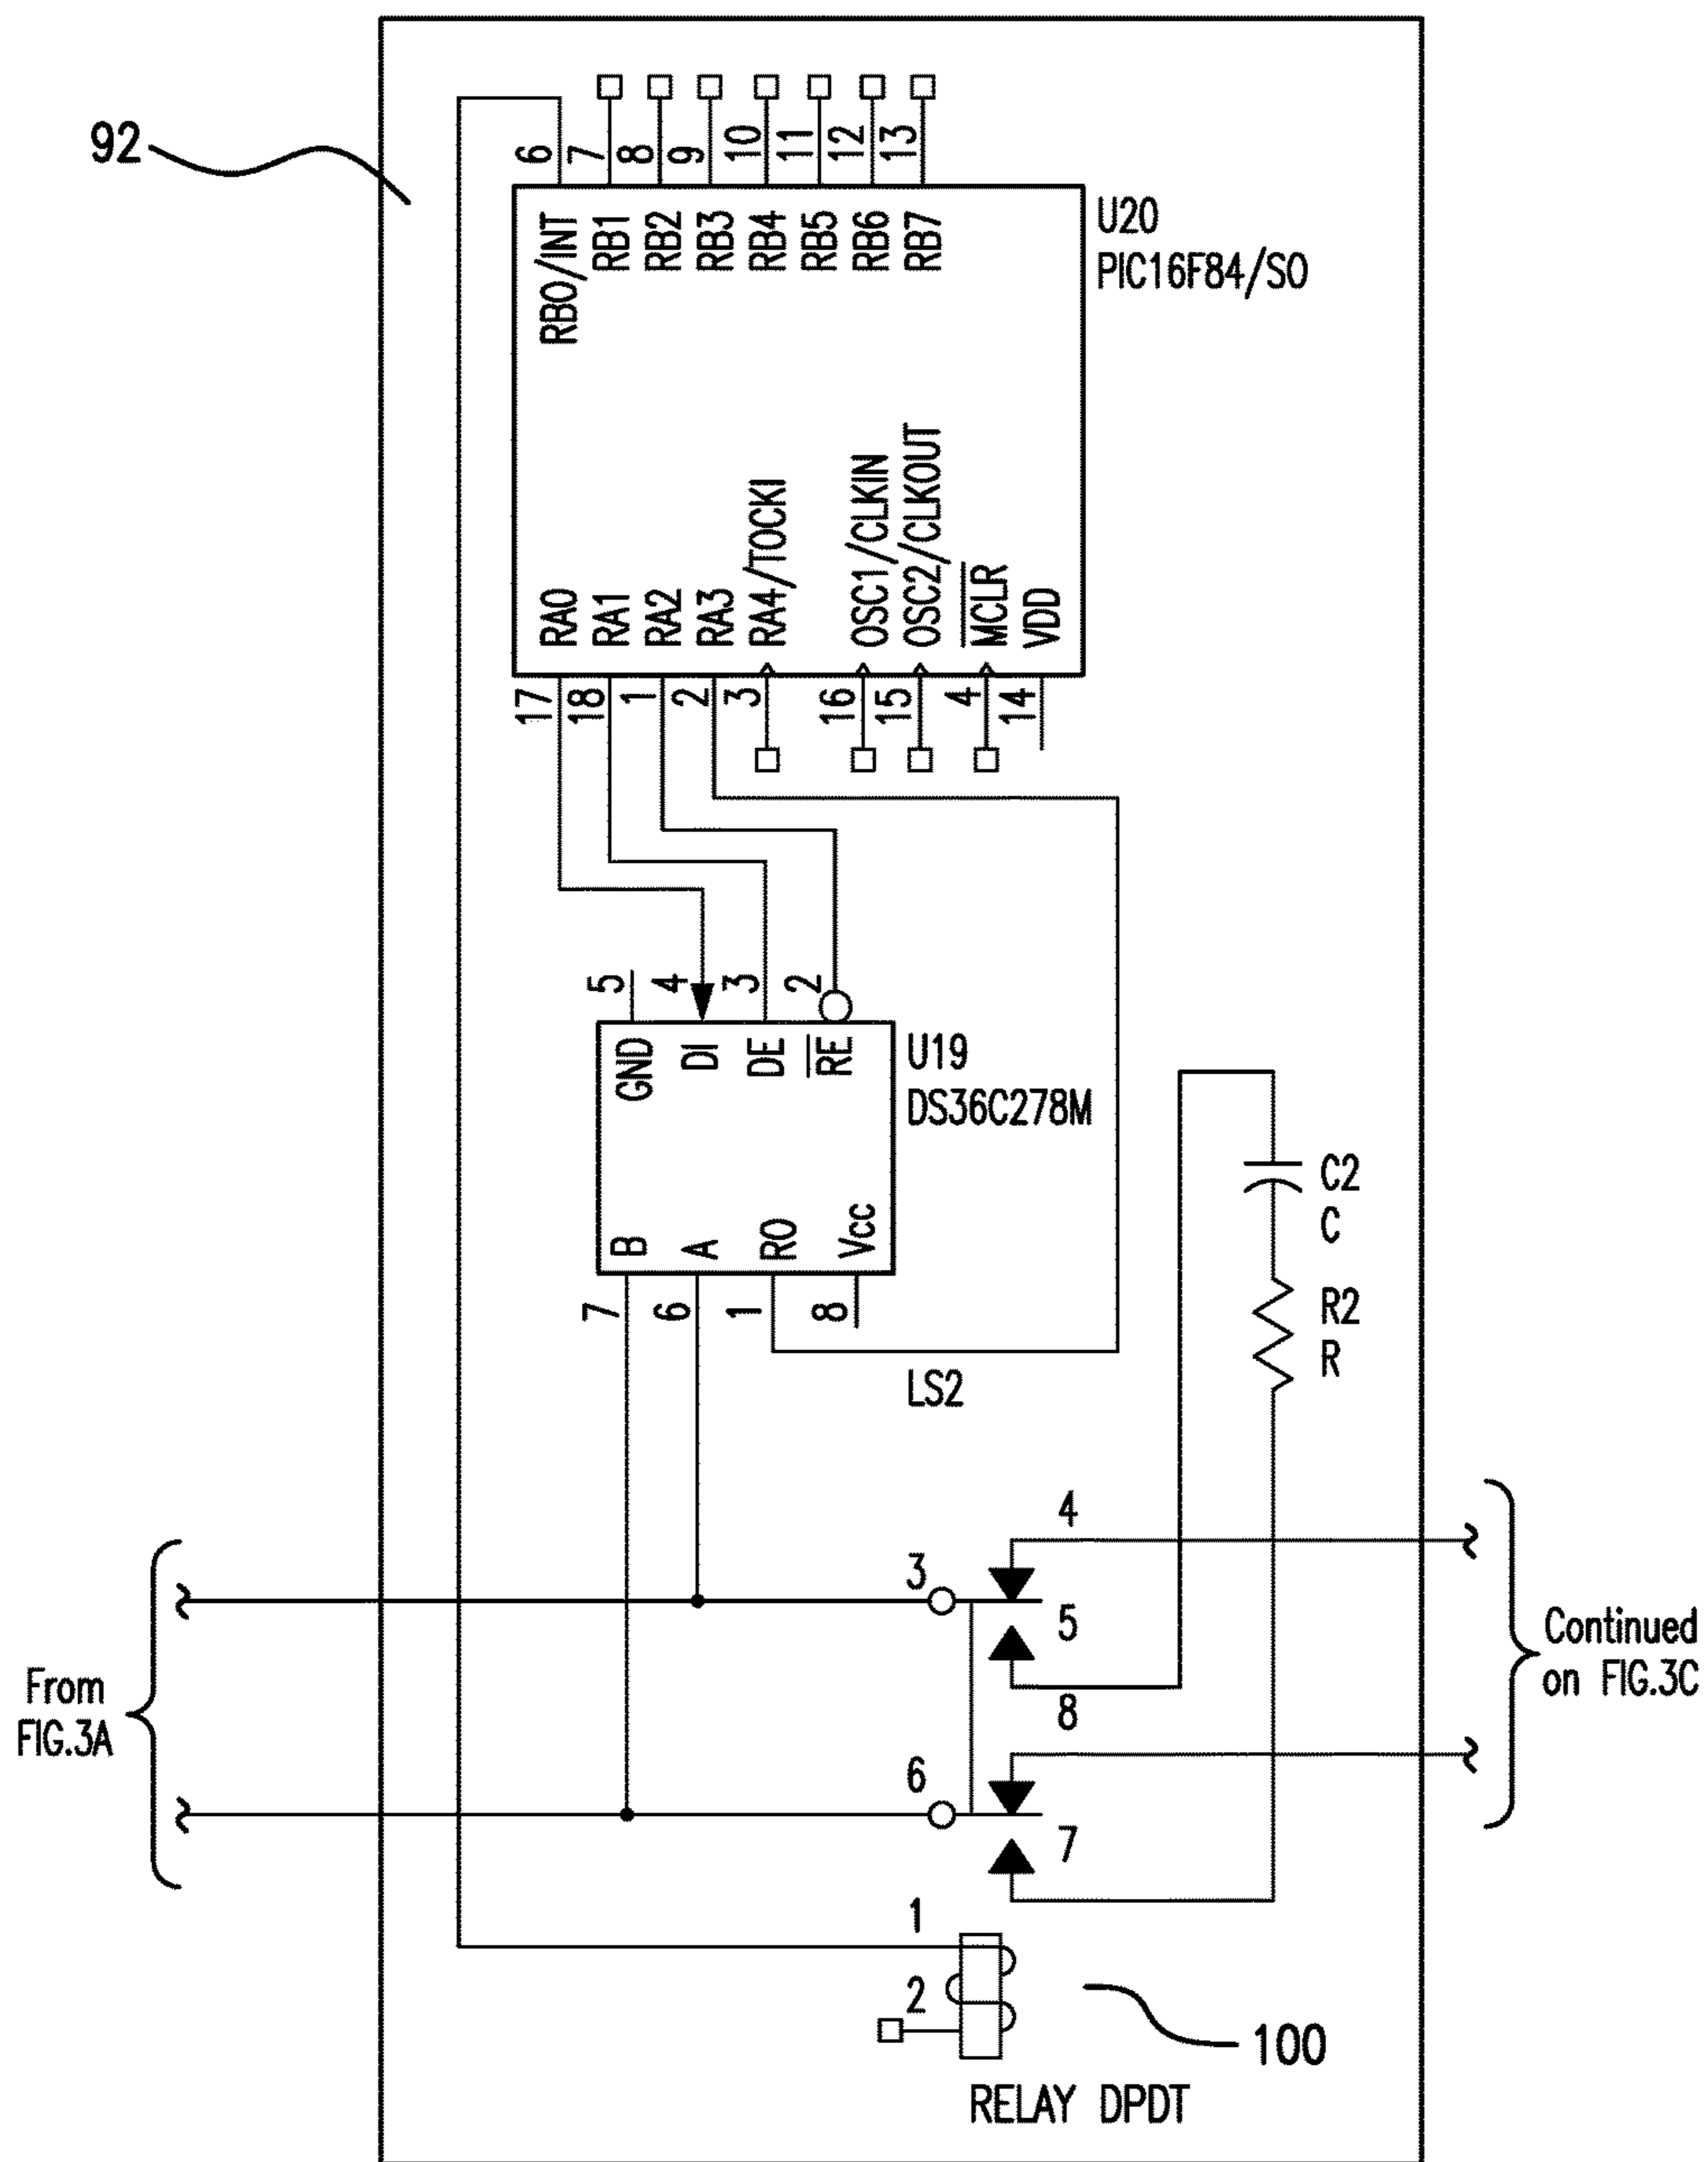 92
6
7
8
9
10
11
12
13
RBO/INT
RB1
RB2
RB3
RB4
RB5
RB6
RB7
U20
PIC16F84/SO
RA0
RA1
RA2
RA3
RA4/TOCKI
OSC1/CLKIN
OSC2/CLKOUT
MCLR
VDD
17
18
1
2
3
16
15
4
14
5
4
3
2
GND
DI
DE
RE
U19
DS36C278M
B
A
RO
Vcc
7
6
1
8
LS2
C2
C
R2
R
4
3
5
8
6
7
From
FIG.3A
Continued
on FIG.3C
1
2
100
RELAY DPDT